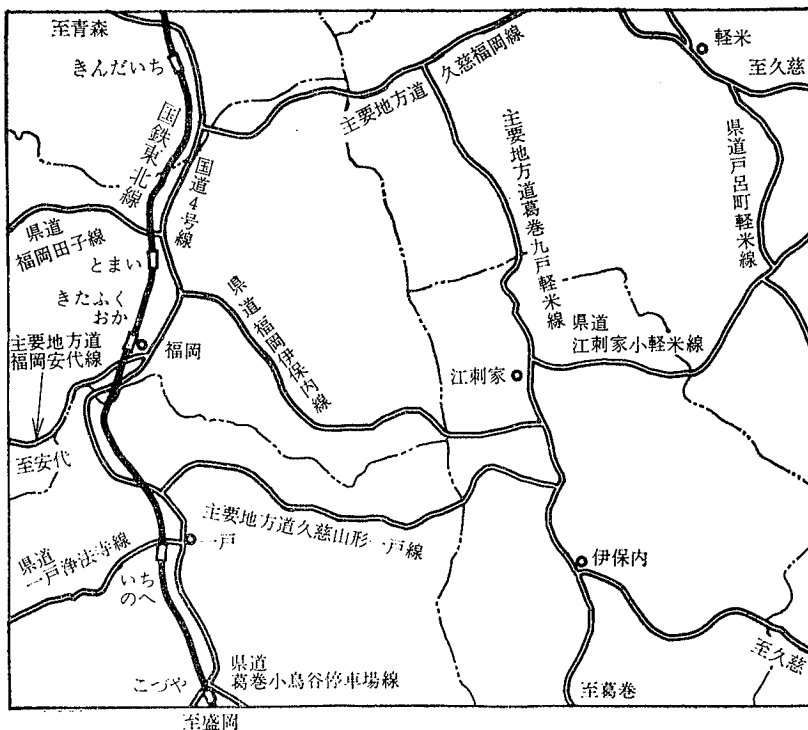 至青森
きんだいち
国鉄東北線
国道4号線
主要地方道
久慈福岡線
軽米
至久慈
県道戸呂町軽米線
主要地方道葛巻九戸軽米線
県道
福岡田子線
とまい
きたふく
おか
主要地方道
福岡安代線
福岡
県道福岡伊保内線
県道
江刺家小軽米線
江刺家
至安代
主要地方道久慈山形一戸線
県道
一戸浄法寺線
一戸
いち
のへ
伊保内
至久慈
こづや
県道
葛巻小鳥谷停車場線
至葛巻
至盛岡